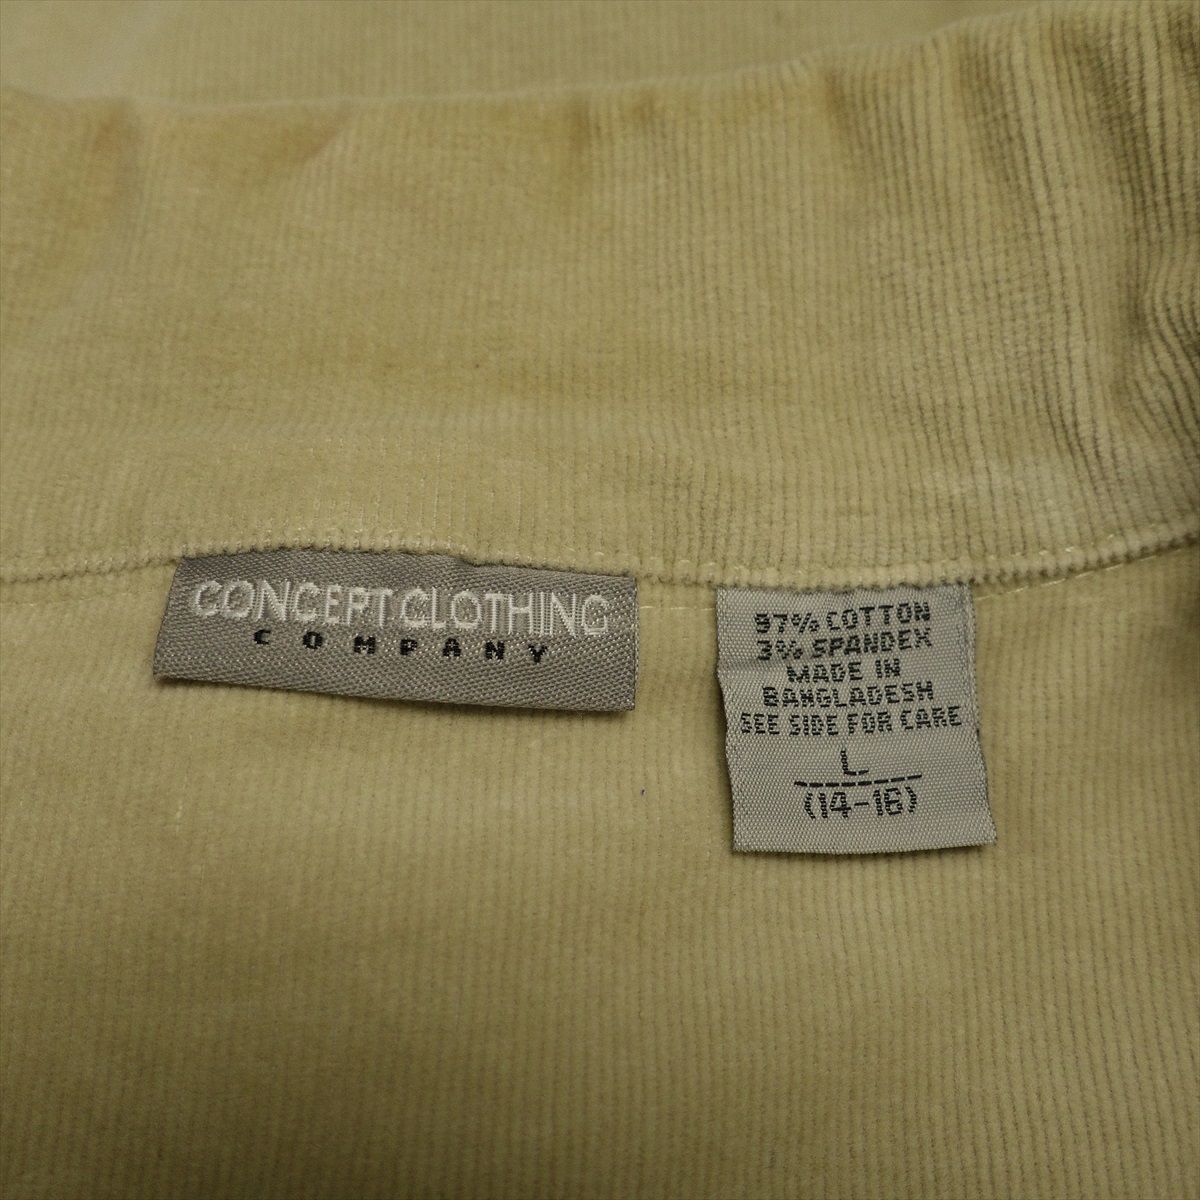 CONCEPT CLOTHING
COMPANY
97% COTTON
3% SPANDEX
MADE IN
BANGLADESH
SEE SIDE FOR CARE
L
(14-16)